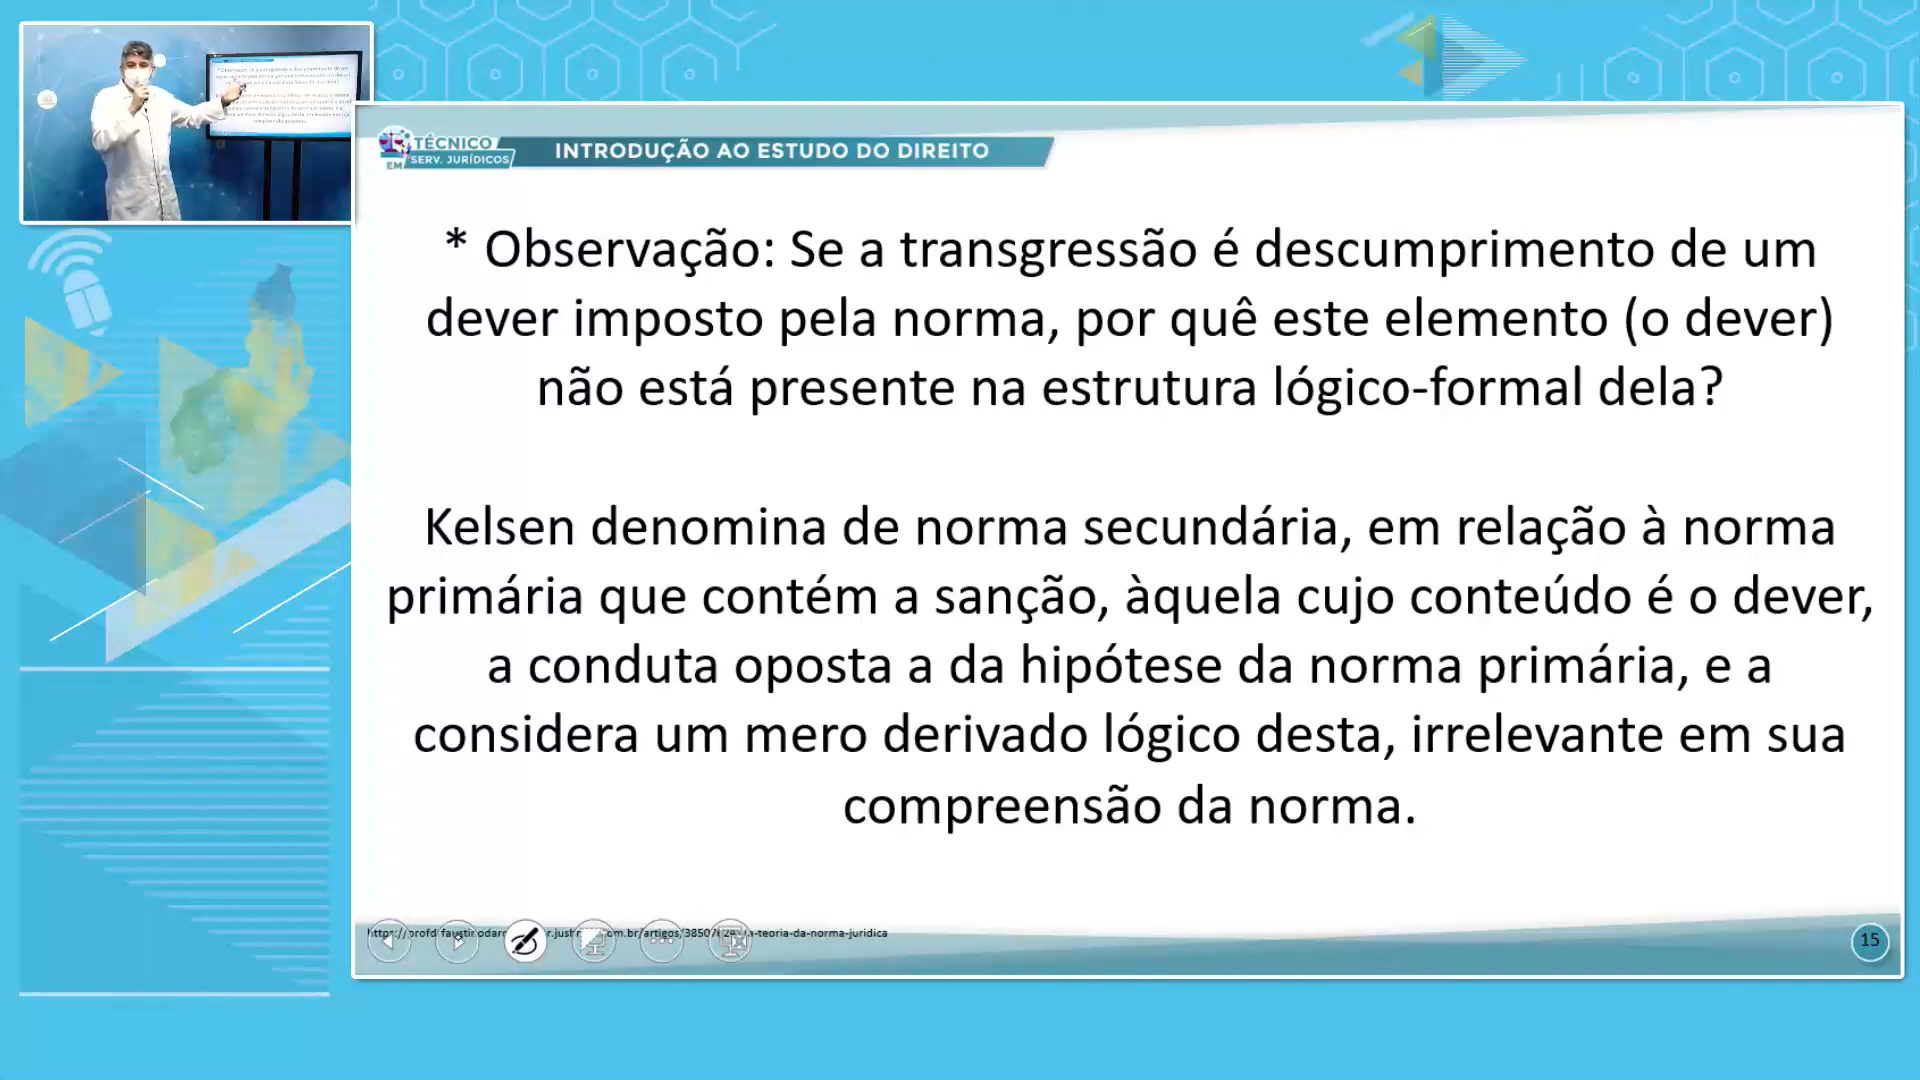 TÉCNICO
EM SERV. JURÍDICOS
INTRODUÇÃO AO ESTUDO DO DIREITO
* Observação: Se a transgressão é descumprimento de um
dever imposto pela norma, por quê este elemento (o dever)
não está presente na estrutura lógico-formal dela?
Kelsen denomina de norma secundária, em relação à norma
primária que contém a sanção, àquela cujo conteúdo é o dever,
a conduta oposta a da hipótese da norma primária, e a
considera um mero derivado lógico desta, irrelevante em sua
compreensão da norma.
15